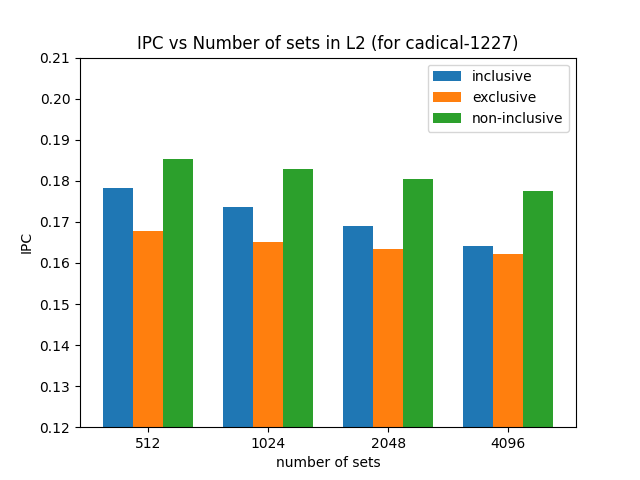 IPC vs Number of sets in L2 (for cadical-1227)
inclusive
exclusive
non-inclusive
0.21
0.20
0.19
0.18
0.17
0.16
0.15
0.14
0.13
0.12
IPC
512 1024 2048 4096
number of sets